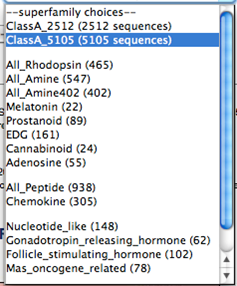 --superfamily choices--
ClassA_2512 (2512 sequences)
ClassA_5105 (5105 sequences)
All_Rhodopsin (465)
All_Amine (547)
All_Amine402 (402)
Melatonin (22)
Prostanoid (89)
EDG (161)
Cannabinoid (24)
Adenosine (55)
All_Peptide (938)
Chemokine (305)
Nucleotide_like (148)
Gonadotropin_releasing_hormone (62)
Follicle_stimulating_hormone (102)
Mas_oncogene_related (78)